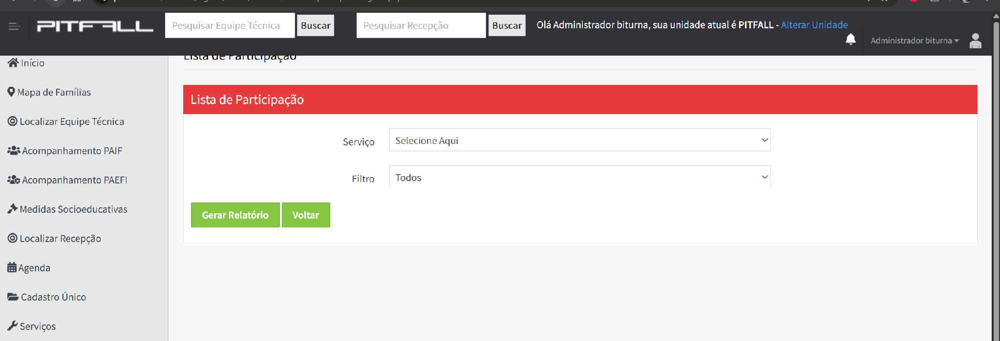 PITFALL
Pesquisar Equipe Técnica Buscar Pesquisar Recepção Buscar Olá Administrador biturna, sua unidade atual é PITFALL - Alterar Unidade
Administrador biturna
Lista de Participação
Início
Mapa de Famílias
Localizar Equipe Técnica
Acompanhamento PAIF
Acompanhamento PAEFI
Medidas Socioeducativas
Localizar Recepção
Agenda
Cadastro Único
Serviços
Lista de Participação
Serviço Selecione Aqui
Filtro Todos
Gerar Relatório Voltar